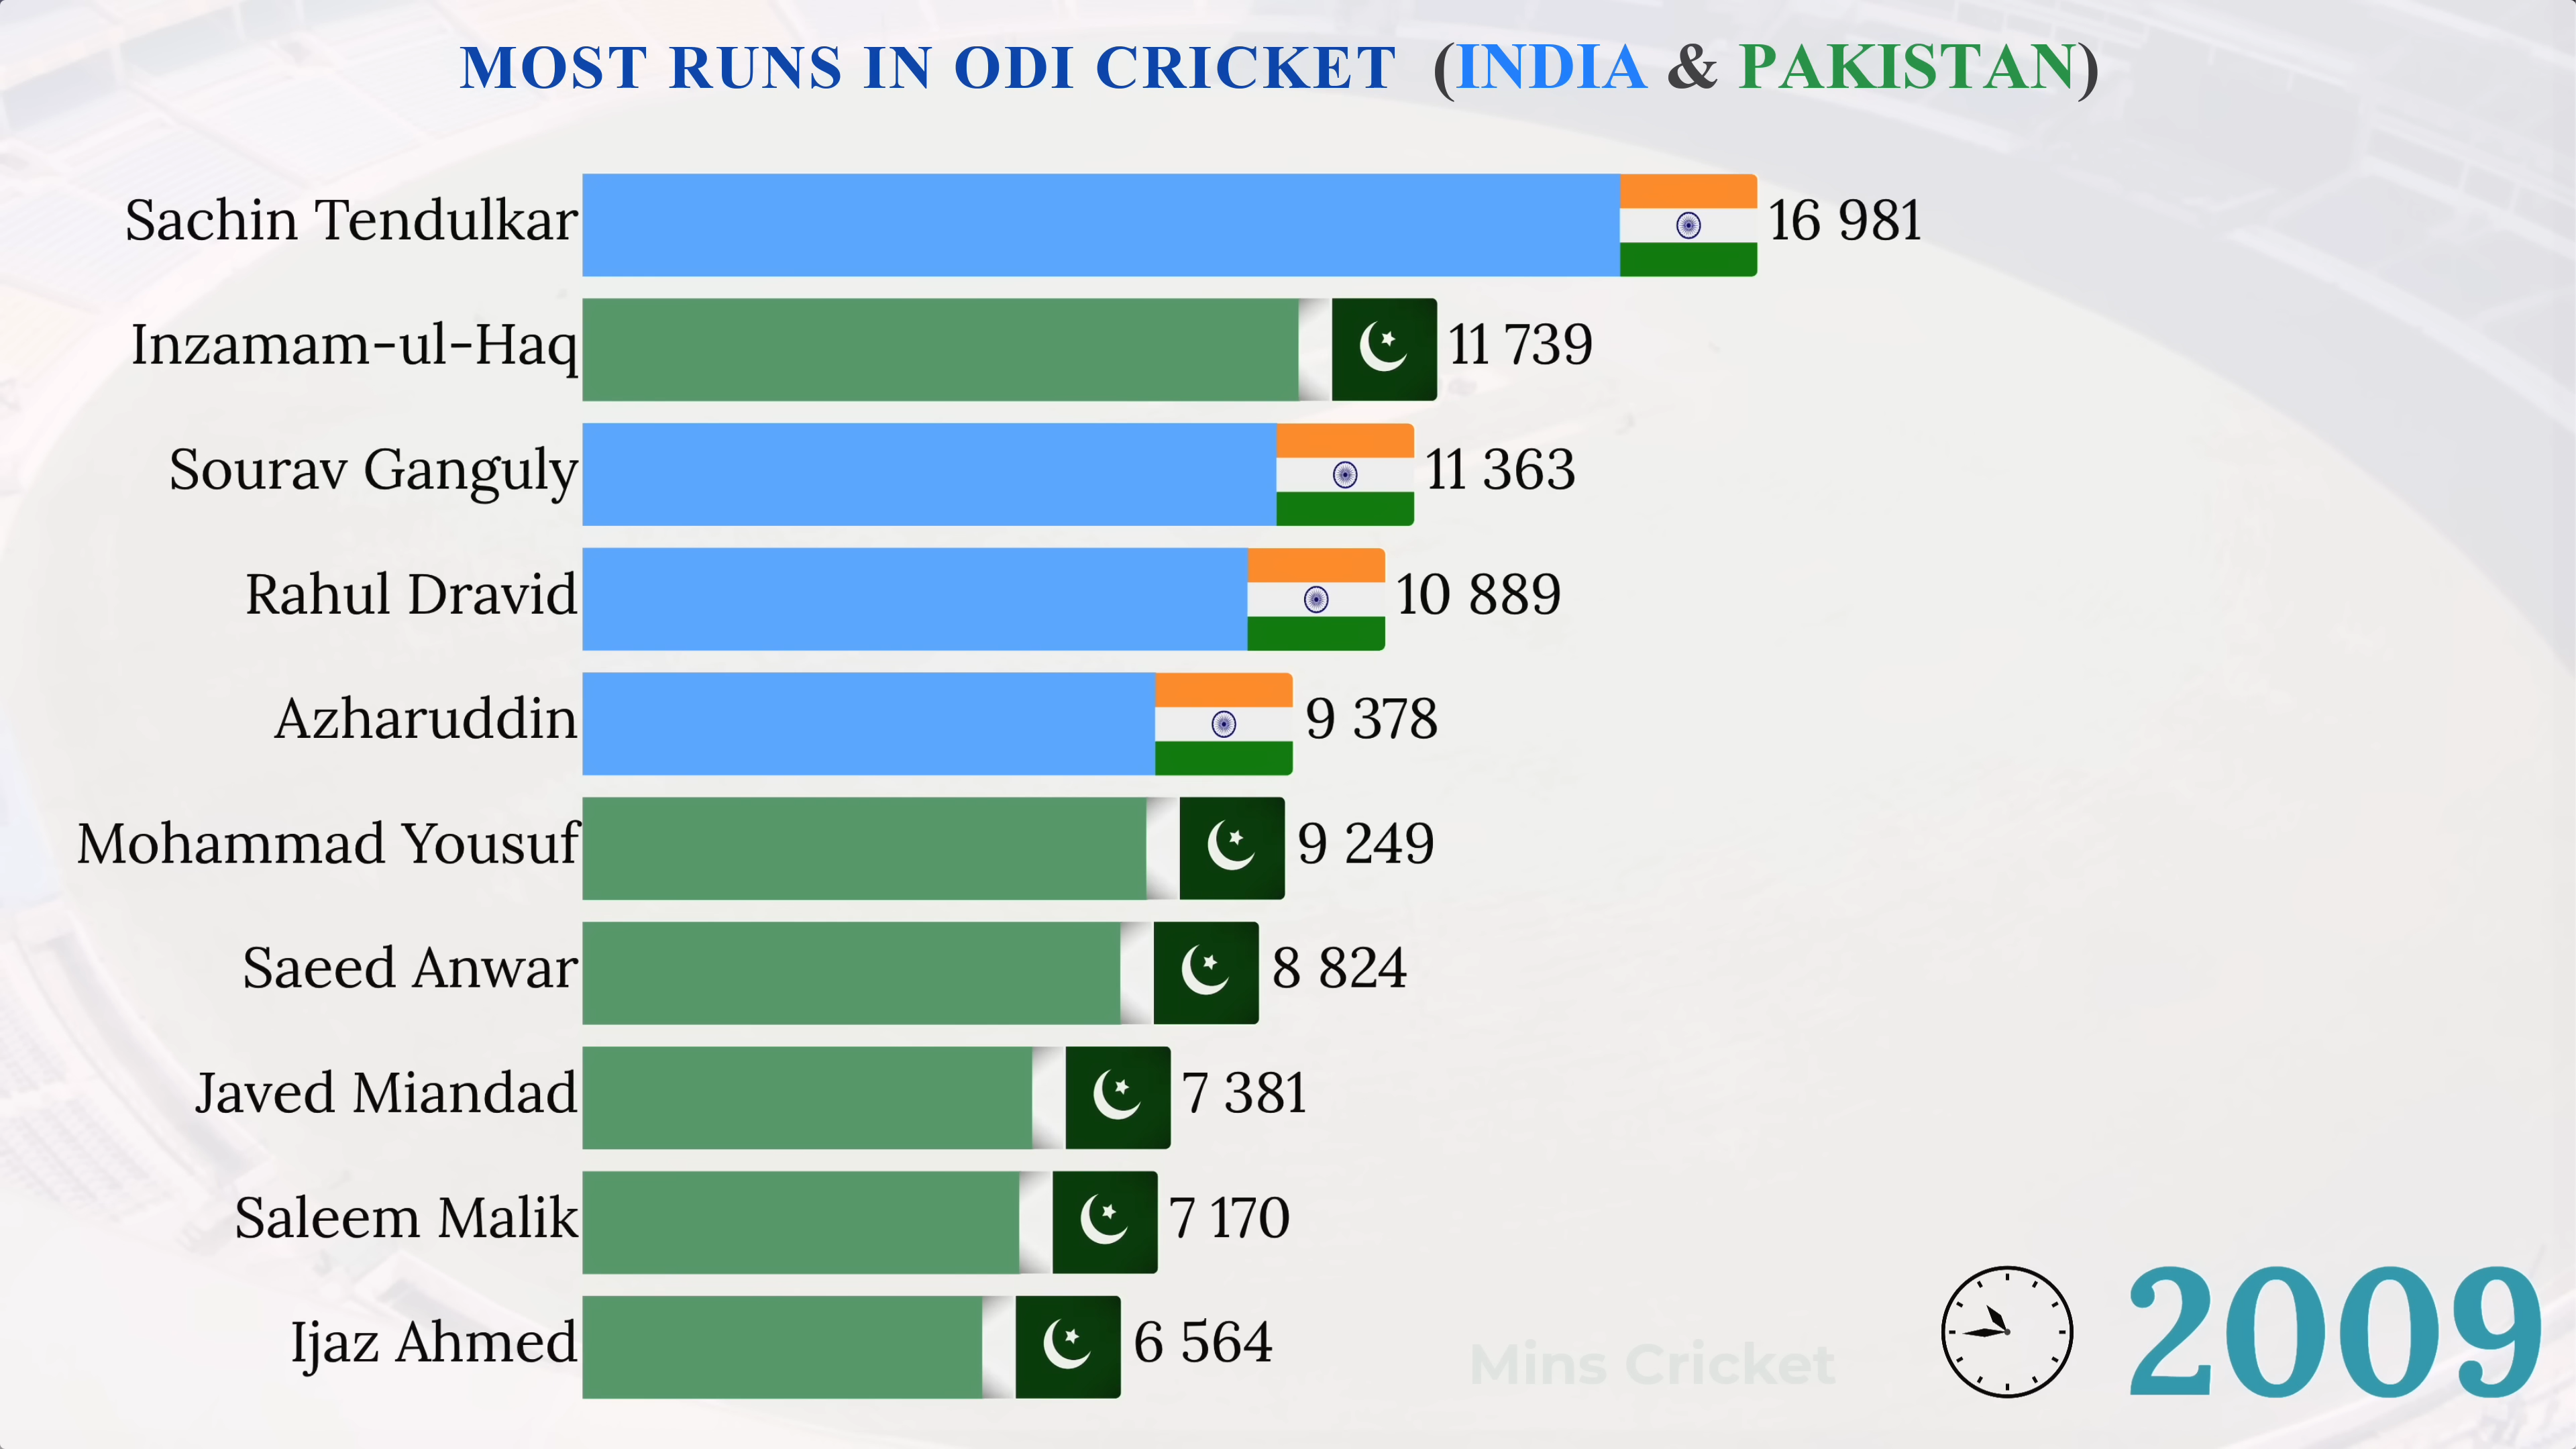 MOST RUNS IN ODI CRICKET (INDIA & PAKISTAN)
Sachin Tendulkar 16 981
Inzamam-ul-Haq 11 739
Sourav Ganguly 11 363
Rahul Dravid 10 889
Azharuddin 9 378
Mohammad Yousuf 9 249
Saeed Anwar 8 824
Javed Miandad 7 381
Saleem Malik 7 170
Ijaz Ahmed 6 564
Mins Cricket
2009